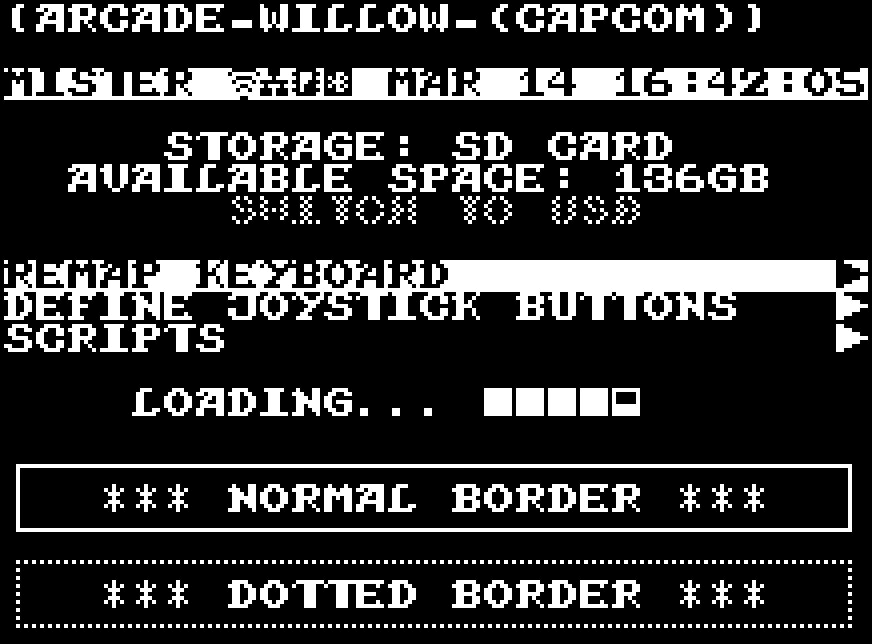 [ARCADE-WILLOW-(CAPCOM)]
MISTER MAR 14 16:42:05
STORAGE: SD CARD
AVAILABLE SPACE: 136GB
SWITCH TO USB
REMAP KEYBOARD
DEFINE JOYSTICK BUTTONS
SCRIPTS
LOADING...
*** NORMAL BORDER ***
*** DOTTED BORDER ***